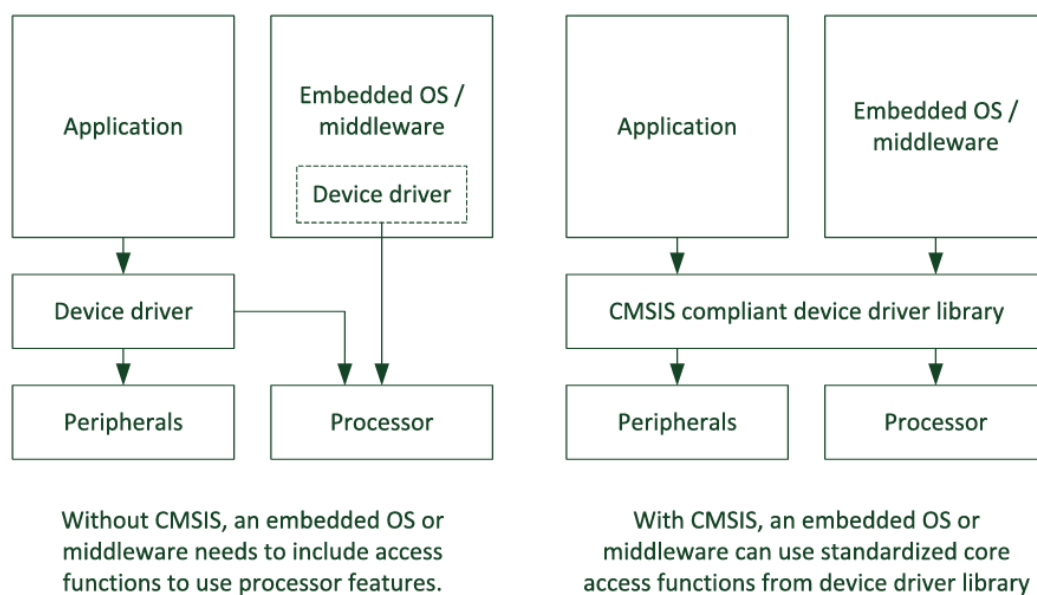 Application
Embedded OS /
middleware
Device driver
Device driver
Peripherals
Processor
Without CMSIS, an embedded OS or
middleware needs to include access
functions to use processor features.
Application
Embedded OS /
middleware
CMSIS compliant device driver library
Peripherals
Processor
With CMSIS, an embedded OS or
middleware can use standardized core
access functions from device driver library